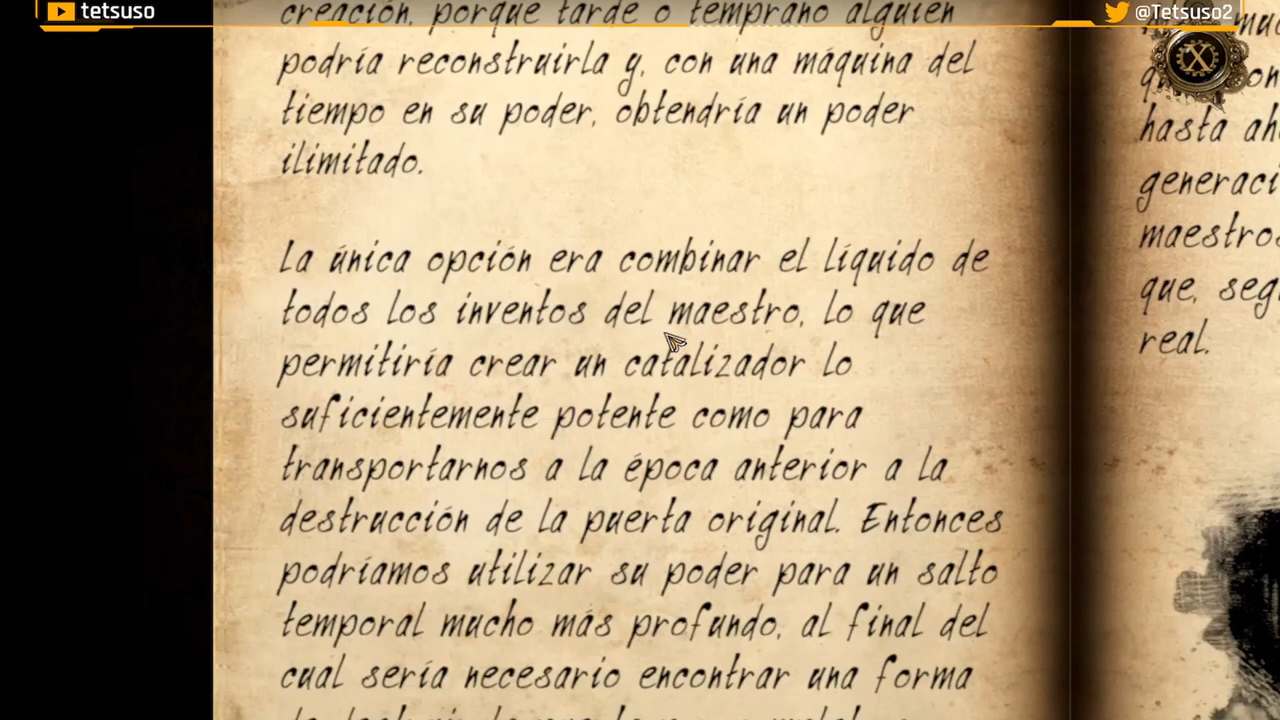 tetsuso
@Tetsuso2
creación, porque tarde o temprano alguien
podría reconstruirla y, con una máquina del
tiempo en su poder, obtendría un poder
ilimitado.
La única opción era combinar el líquido de
todos los inventos del maestro, lo que
permitiría crear un catalizador lo
suficientemente potente como para
transportarnos a la época anterior a la
destrucción de la puerta original. Entonces
podríamos utilizar su poder para un salto
temporal mucho más profundo, al final del
cual sería necesario encontrar una forma
hasta
generaci
maestros
que, seg
real.